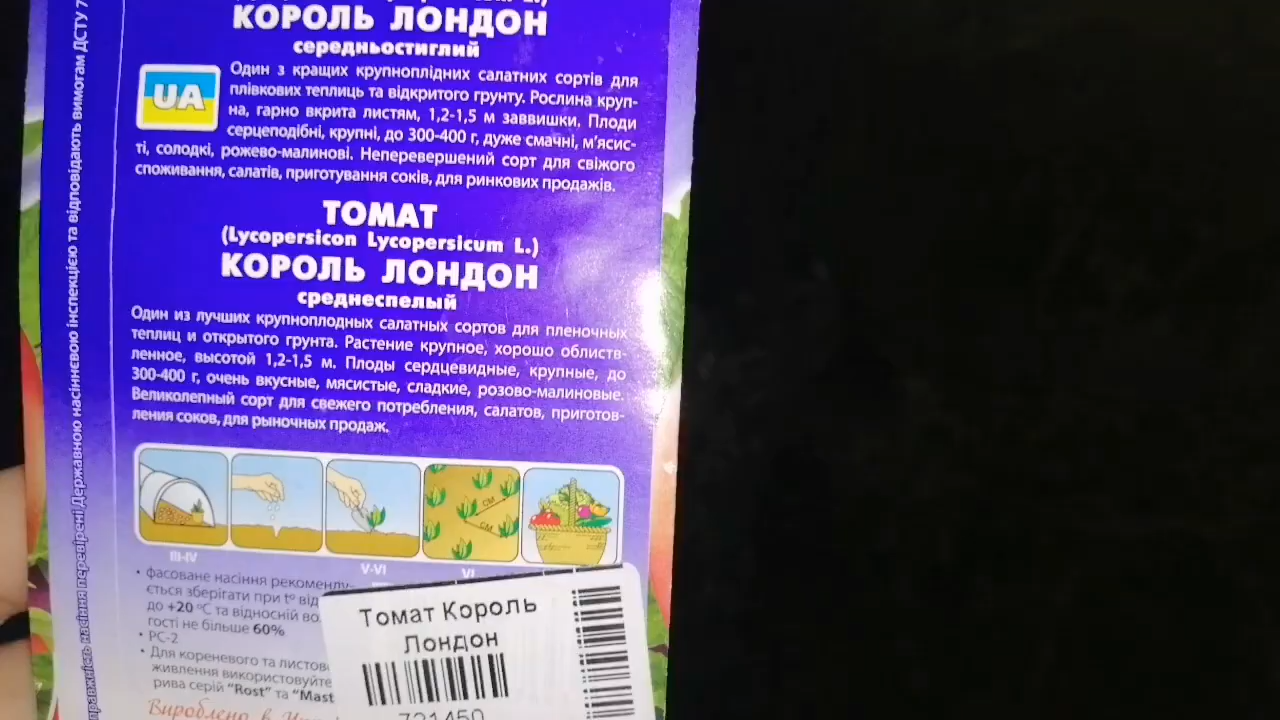 КОРОЛЬ ЛОНДОН
середньостиглий
UA
Один з кращих крупноплідних салатних сортів для
плівкових теплиць та відкритого грунту. Рослина круп-
на, гарно вкрита листям, 1,2-1,5 м заввишки. Плоди
серцеподібні, крупні, до 300-400 г, дуже смачні, м'ясис-
ті, солодкі, рожево-малинові. Неперевершений сорт для свіжого
споживання, салатів, приготування соків, для ринкових продажів.
ТОМАТ
(Lycopersicon Lycopersicum L.)
КОРОЛЬ ЛОНДОН
среднеспелый
Один из лучших крупноплодных салатных сортов для пленочных
теплиц и открытого грунта. Растение крупное, хорошо облиств-
ленное, высотой 1,2-1,5 м. Плоды сердцевидные, крупные, до
300-400 г, очень вкусные, мясистые, сладкие, розово-малиновые.
Великолепный сорт для свежего потребления, салатов, приготов-
ления соков, для рыночных продаж.
см
см
III-IV
V-VI
VI
• фасоване насіння рекоменду-
ється зберігати при t° від
до +20 °C та відносній во
гості не більше 60%
• РС-2
• Для кореневого та листов
живлення використовуйте
рива серій "Rost" та "Mast
Вироблено в
Томат Король
Лондон
721450
насіння перевірені Державною насіннєвою інспекцією та відповідають вимогам ДСТУ 7